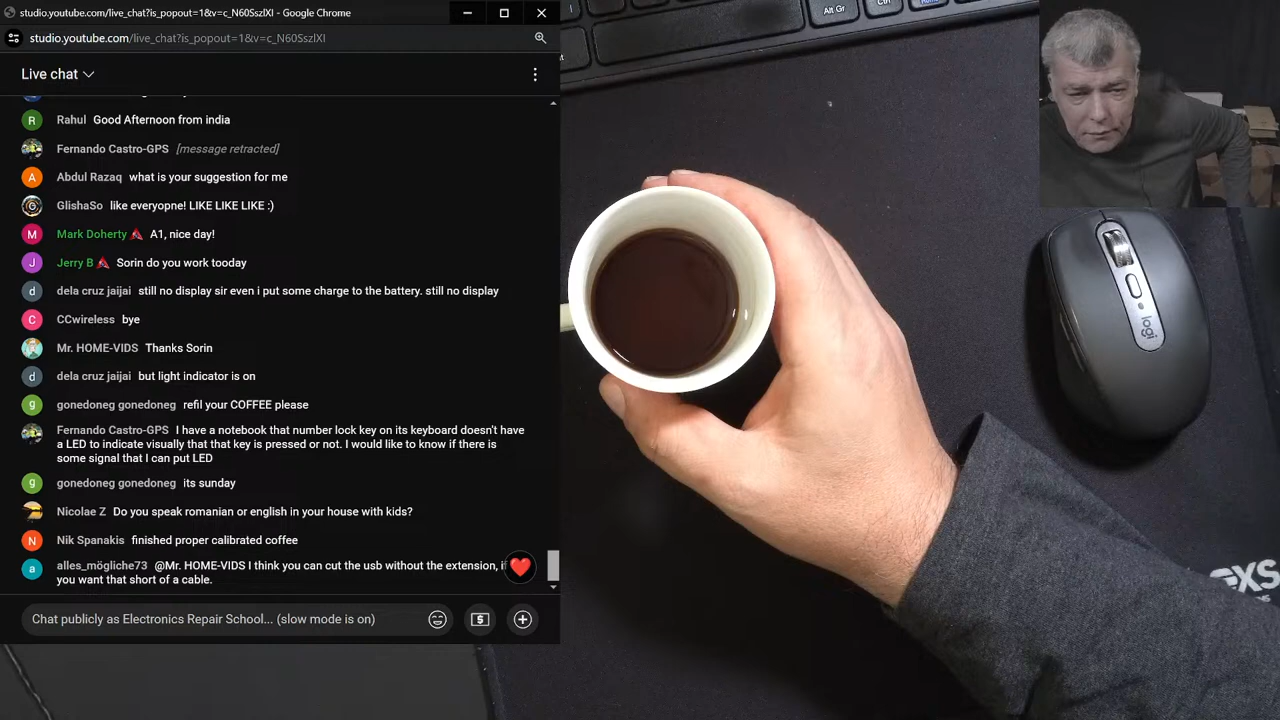 studio.youtube.com/live_chat?is_popout=1&v=c_N60SszlXI - Google Chrome
studio.youtube.com/live_chat?is_popout=1&v=c_N60SszlXI
Live chat
Rahul Good Afternoon from india
Fernando Castro-GPS [message retracted]
Abdul Razaq what is your suggestion for me
GlishaSo like everyopne! LIKE LIKE LIKE :)
Mark Doherty A1, nice day!
Jerry B Sorin do you work tooday
dela cruz jaijai still no display sir even i put some charge to the battery. still no display
CCwireless bye
Mr. HOME-VIDS Thanks Sorin
dela cruz jaijai but light indicator is on
gonedoneg gonedoneg refil your COFFEE please
Fernando Castro-GPS I have a notebook that number lock key on its keyboard doesn't have
a LED to indicate visually that that key is pressed or not. I would like to know if there is
some signal that I can put LED
gonedoneg gonedoneg its sunday
Nicolae Z Do you speak romanian or english in your house with kids?
Nik Spanakis finished proper calibrated coffee
alles_mögliche73 @Mr. HOME-VIDS I think you can cut the usb without the extension, if
you want that short of a cable.
Chat publicly as Electronics Repair School... (slow mode is on)
Alt Gr
Ctrl
logi
EXS